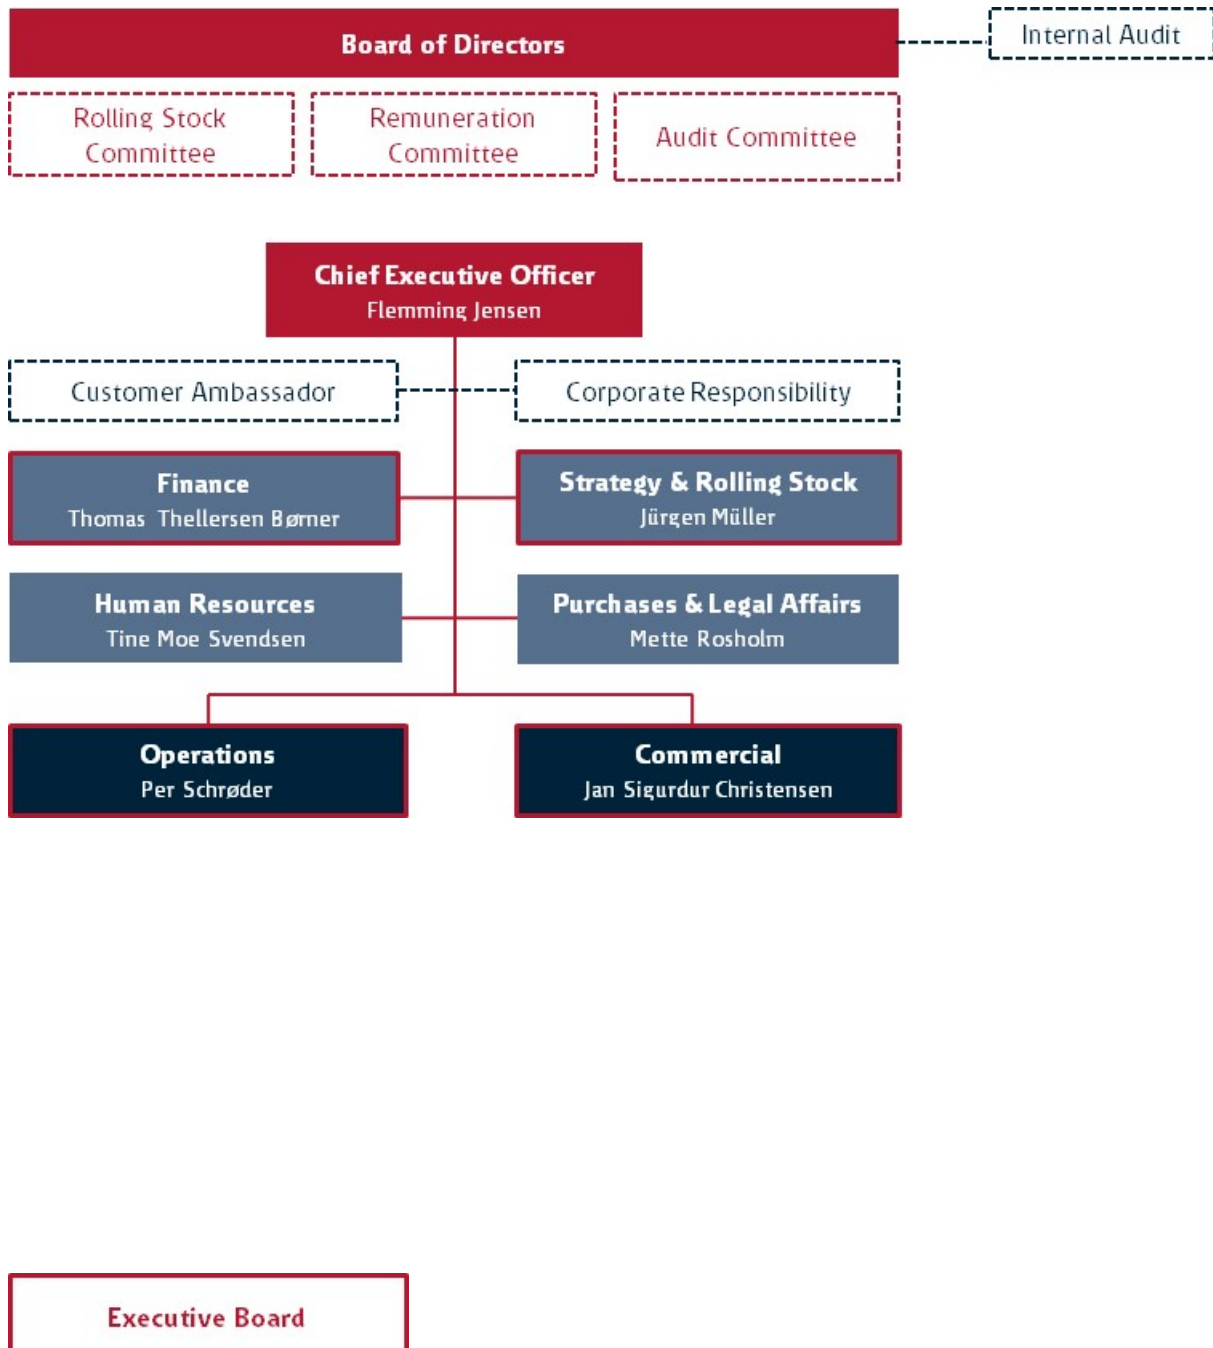 Board of Directors
Internal Audit
Rolling Stock
Committee
Remuneration
Committee
Audit Committee
Chief Executive Officer
Flemming Jensen
Customer Ambassador
Corporate Responsibility
Finance
Thomas Thellersen Børner
Strategy & Rolling Stock
Jürgen Müller
Human Resources
Tine Moe Svendsen
Purchases & Legal Affairs
Mette Rosholm
Operations
Per Schrøder
Commercial
Jan Sigurdur Christensen
Executive Board